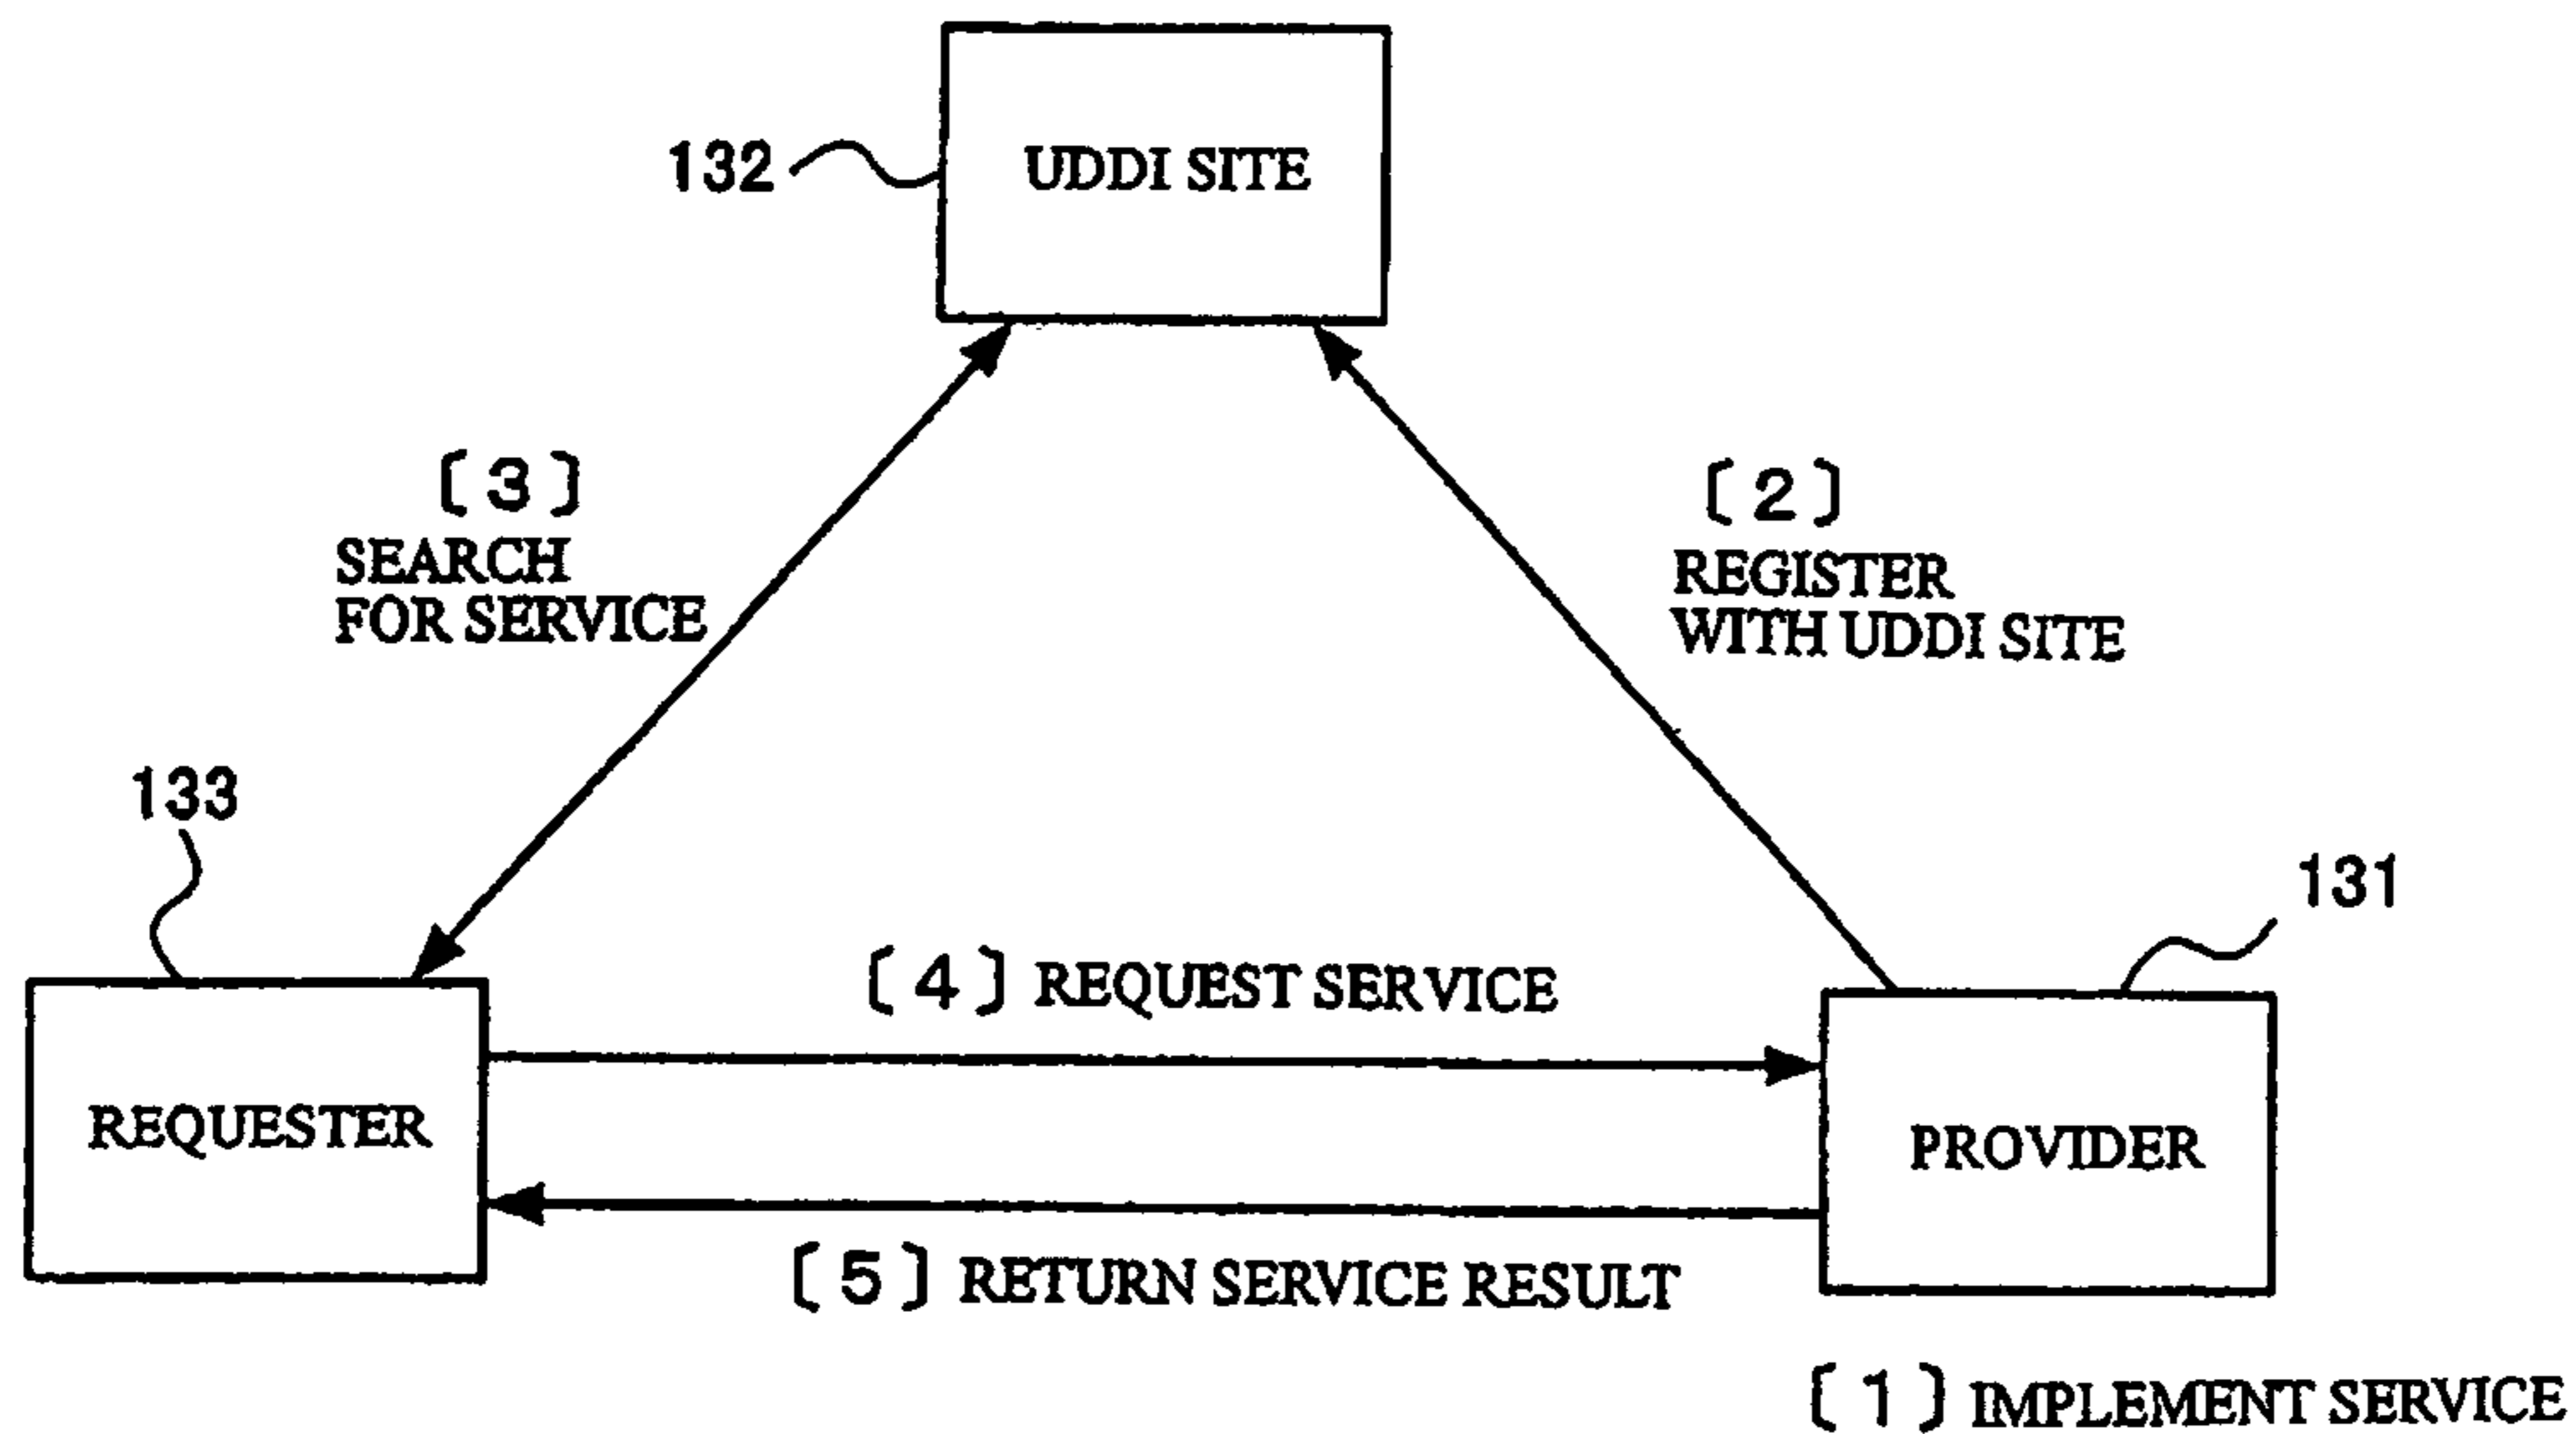 132
UDDI SITE
〔3〕
SEARCH
FOR SERVICE
〔2〕
REGISTER
WITH UDDI SITE
133
131
〔4〕 REQUEST SERVICE
REQUESTER
PROVIDER
〔5〕 RETURN SERVICE RESULT
〔1〕 IMPLEMENT SERVICE